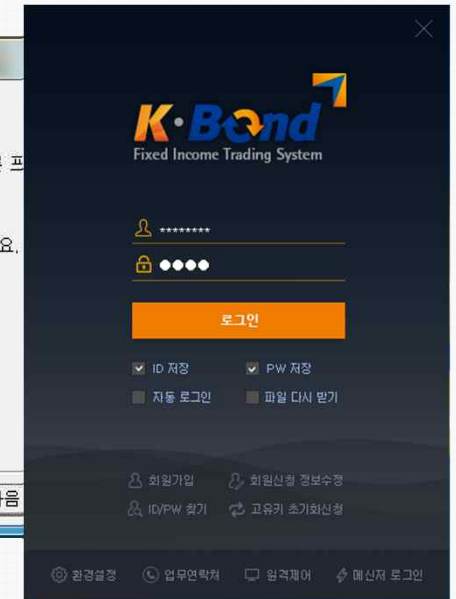 K·Bond
Fixed Income Trading System
********
●●●●
로그인
ID 저장 PW 저장
자동 로그인 파일 다시 받기
회원가입 회원신청 정보수정
ID/PW 찾기 고유키 초기화신청
환경설정 업무연락처 원격제어 메신저 로그인
요.